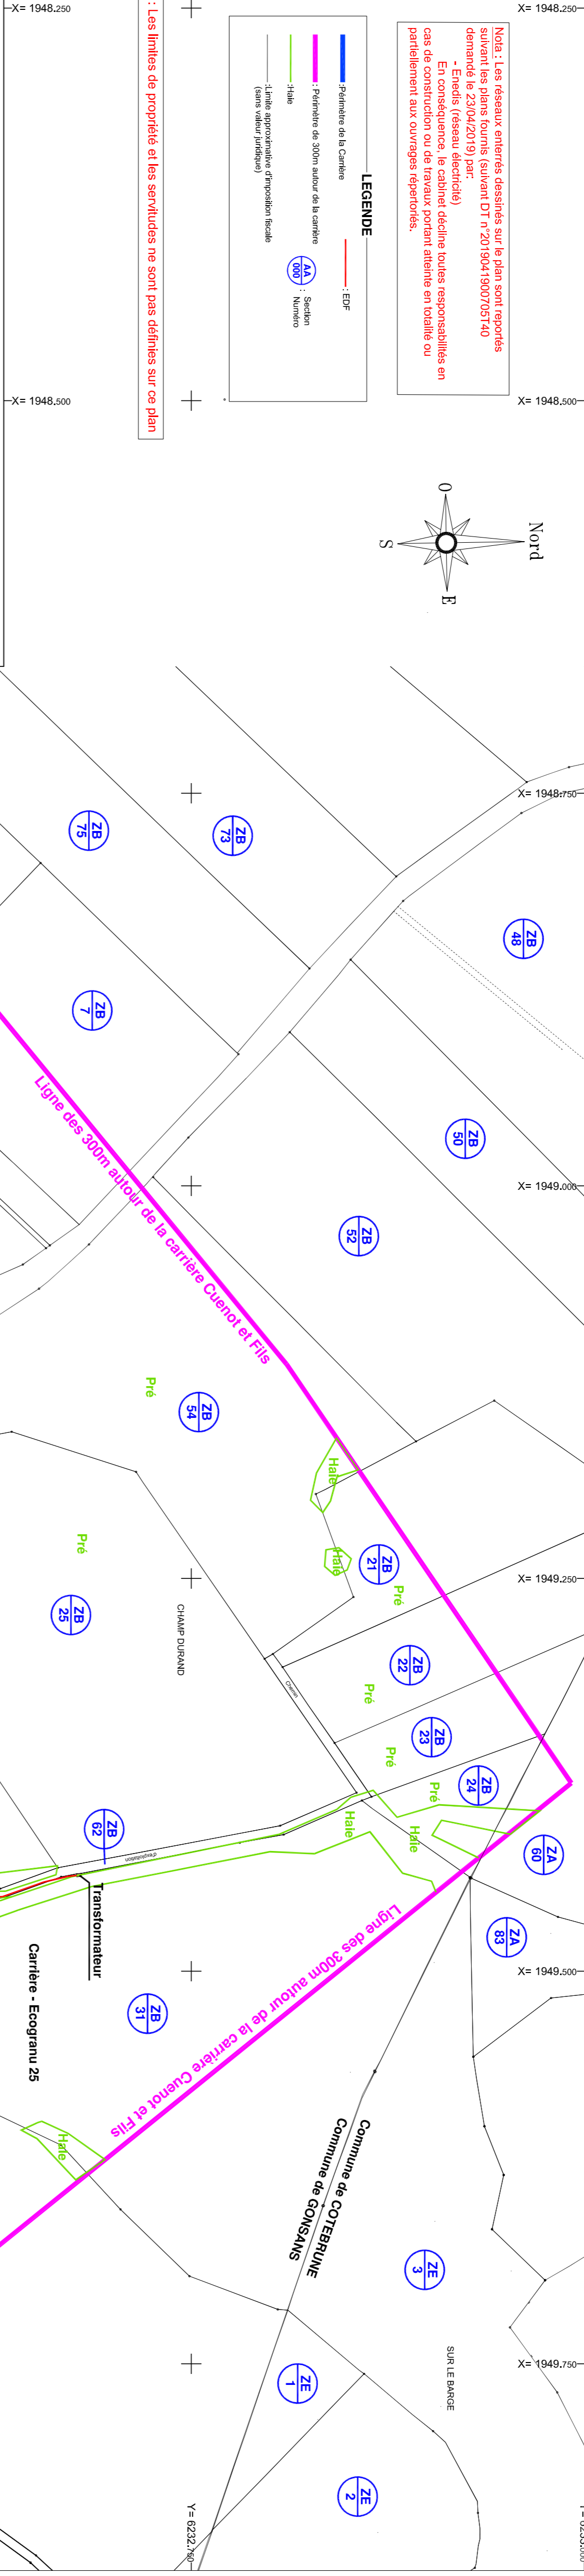 X= 1948.250
X= 1948.250
Nota : Les réseaux enterrés dessinés sur le plan sont reportés
suivant les plans fournis (suivant DT n°2019041900705T40
demandé le 23/04/2019) par:
- Enedis (réseau électricité)
En conséquence, le cabinet décline toutes responsabilités en
cas de construction ou de travaux portant atteinte en totalité ou
partiellement aux ouvrages répertoriés.
LEGENDE
:Périmètre de la Carrière
: EDF
: Périmètre de 300m autour de la carrière
AA
000
: Section
Numéro
:Haie
:Limite approximative d'imposition fiscale
(sans valeur juridique)
: Les limites de propriété et les servitudes ne sont pas définies sur ce plan
X= 1948.500
X= 1948.500
Nord
O
E
S
X= 1948.750
ZB
75
ZB
73
ZB
48
ZB
7
ZB
50
X= 1949.000
ZB
52
Ligne des 300m autour de la carrière Cuenot et Fils
Pré
ZB
54
Haie
Haie
ZB
21
Pré
X= 1949.250
Pré
ZB
25
CHAMP DURAND
ZB
22
Pré
Chemin
ZB
23
Pré
ZB
24
Pré
Haie
Haie
ZA
60
ZB
62
d'exploitation
Transformateur
ZA
83
X= 1949.500
Ligne des 300m autour de la carrière Cuenot et Fils
Carrière - Ecogranu 25
ZB
31
Haie
Commune de COTEBRUNE
Commune de GONSANS
ZE
3
SUR LE BARGE
X= 1949.750
ZE
1
ZE
2
Y= 6232.750